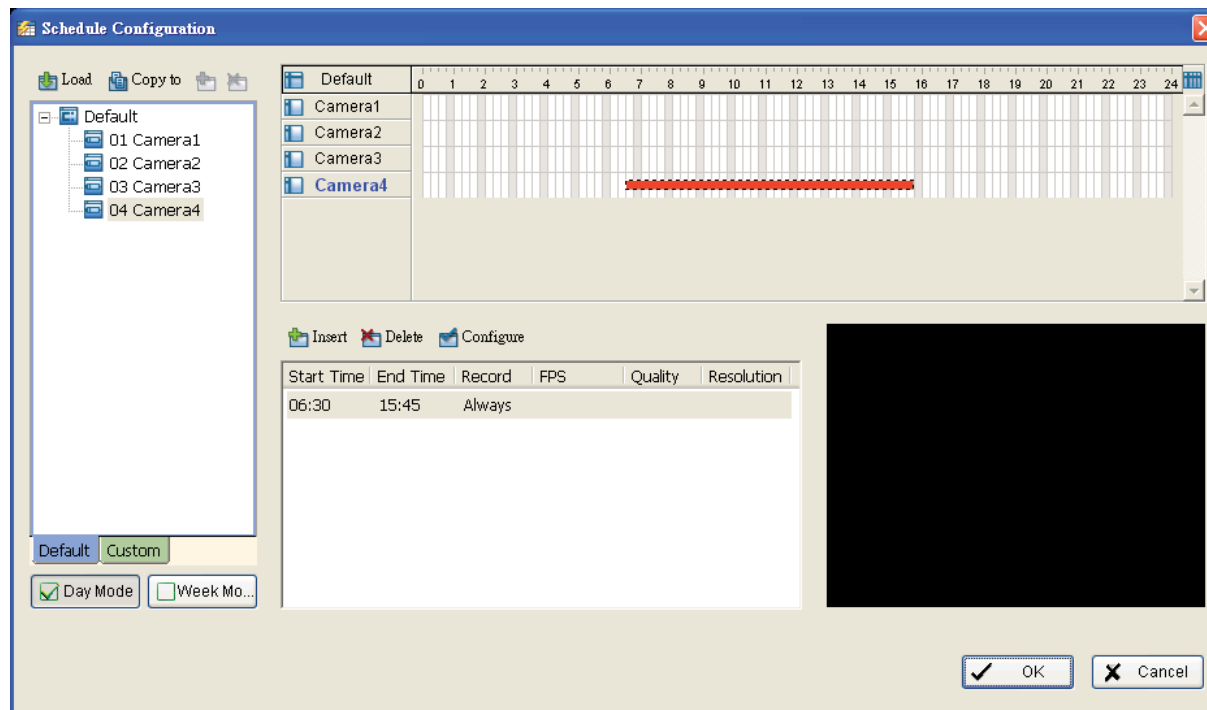 Schedule Configuration
Load Copy to
Default
01 Camera1
02 Camera2
03 Camera3
04 Camera4
Default Custom
Day Mode Week Mo...
Default 0 1 2 3 4 5 6 7 8 9 10 11 12 13 14 15 16 17 18 19 20 21 22 23 24
Camera1
Camera2
Camera3
Camera4
Insert Delete Configure
Start Time End Time Record FPS Quality Resolution
06:30 15:45 Always
OK Cancel